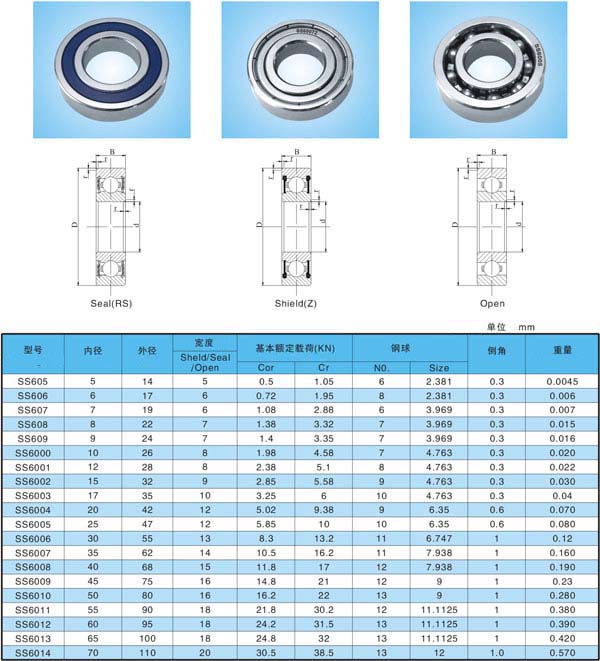 SS6005
B
r
r
r
r
D
d
B
r
r
r
r
D
d
B
r
r
r
r
D
d
Seal(RS) Shield(Z) Open
单位 mm
型号 内径 外径 宽度 基本额定载荷(KN) 钢球 倒角 重量
Sheld/Seal
/Open Cor Cr N0. Size
SS605 5 14 5 0.5 1.05 6 2.381 0.3 0.0045
SS606 6 17 6 0.72 1.95 8 2.381 0.3 0.006
SS607 7 19 6 1.08 2.88 6 3.969 0.3 0.007
SS608 8 22 7 1.38 3.32 7 3.969 0.3 0.015
SS609 9 24 7 1.4 3.35 7 3.969 0.3 0.016
SS6000 10 26 8 1.98 4.58 7 4.763 0.3 0.020
SS6001 12 28 8 2.38 5.1 8 4.763 0.3 0.022
SS6002 15 32 9 2.85 5.58 9 4.763 0.3 0.030
SS6003 17 35 10 3.25 6 10 4.763 0.3 0.04
SS6004 20 42 12 5.02 9.38 9 6.35 0.6 0.070
SS6005 25 47 12 5.85 10 10 6.35 0.6 0.080
SS6006 30 55 13 8.3 13.2 11 6.747 1 0.12
SS6007 35 62 14 10.5 16.2 11 7.938 1 0.160
SS6008 40 68 15 11.8 17 12 7.938 1 0.190
SS6009 45 75 16 14.8 21 12 9 1 0.23
SS6010 50 80 16 16.2 22 13 9 1 0.280
SS6011 55 90 18 21.8 30.2 12 11.1125 1 0.380
SS6012 60 95 18 24.2 31.5 13 11.1125 1 0.390
SS6013 65 100 18 24.8 32 13 11.1125 1 0.420
SS6014 70 110 20 30.5 38.5 13 12 1.0 0.570